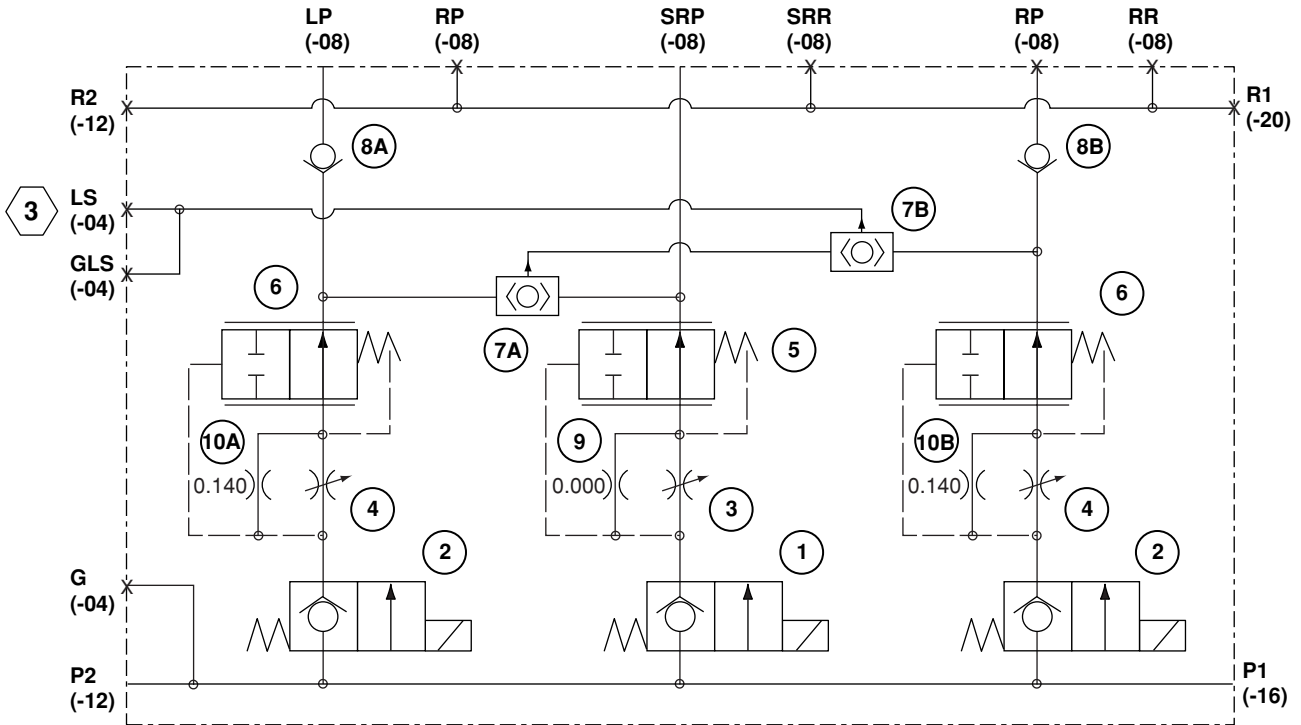 LP
(-08)
RP
(-08)
SRP
(-08)
SRR
(-08)
RP
(-08)
RR
(-08)
R2
(-12)
R1
(-20)
8A
8B
3
LS
(-04)
7B
GLS
(-04)
6
6
7A
5
10A
9
10B
0.140
0.000
0.140
4
3
4
2
1
2
G
(-04)
P2
(-12)
P1
(-16)